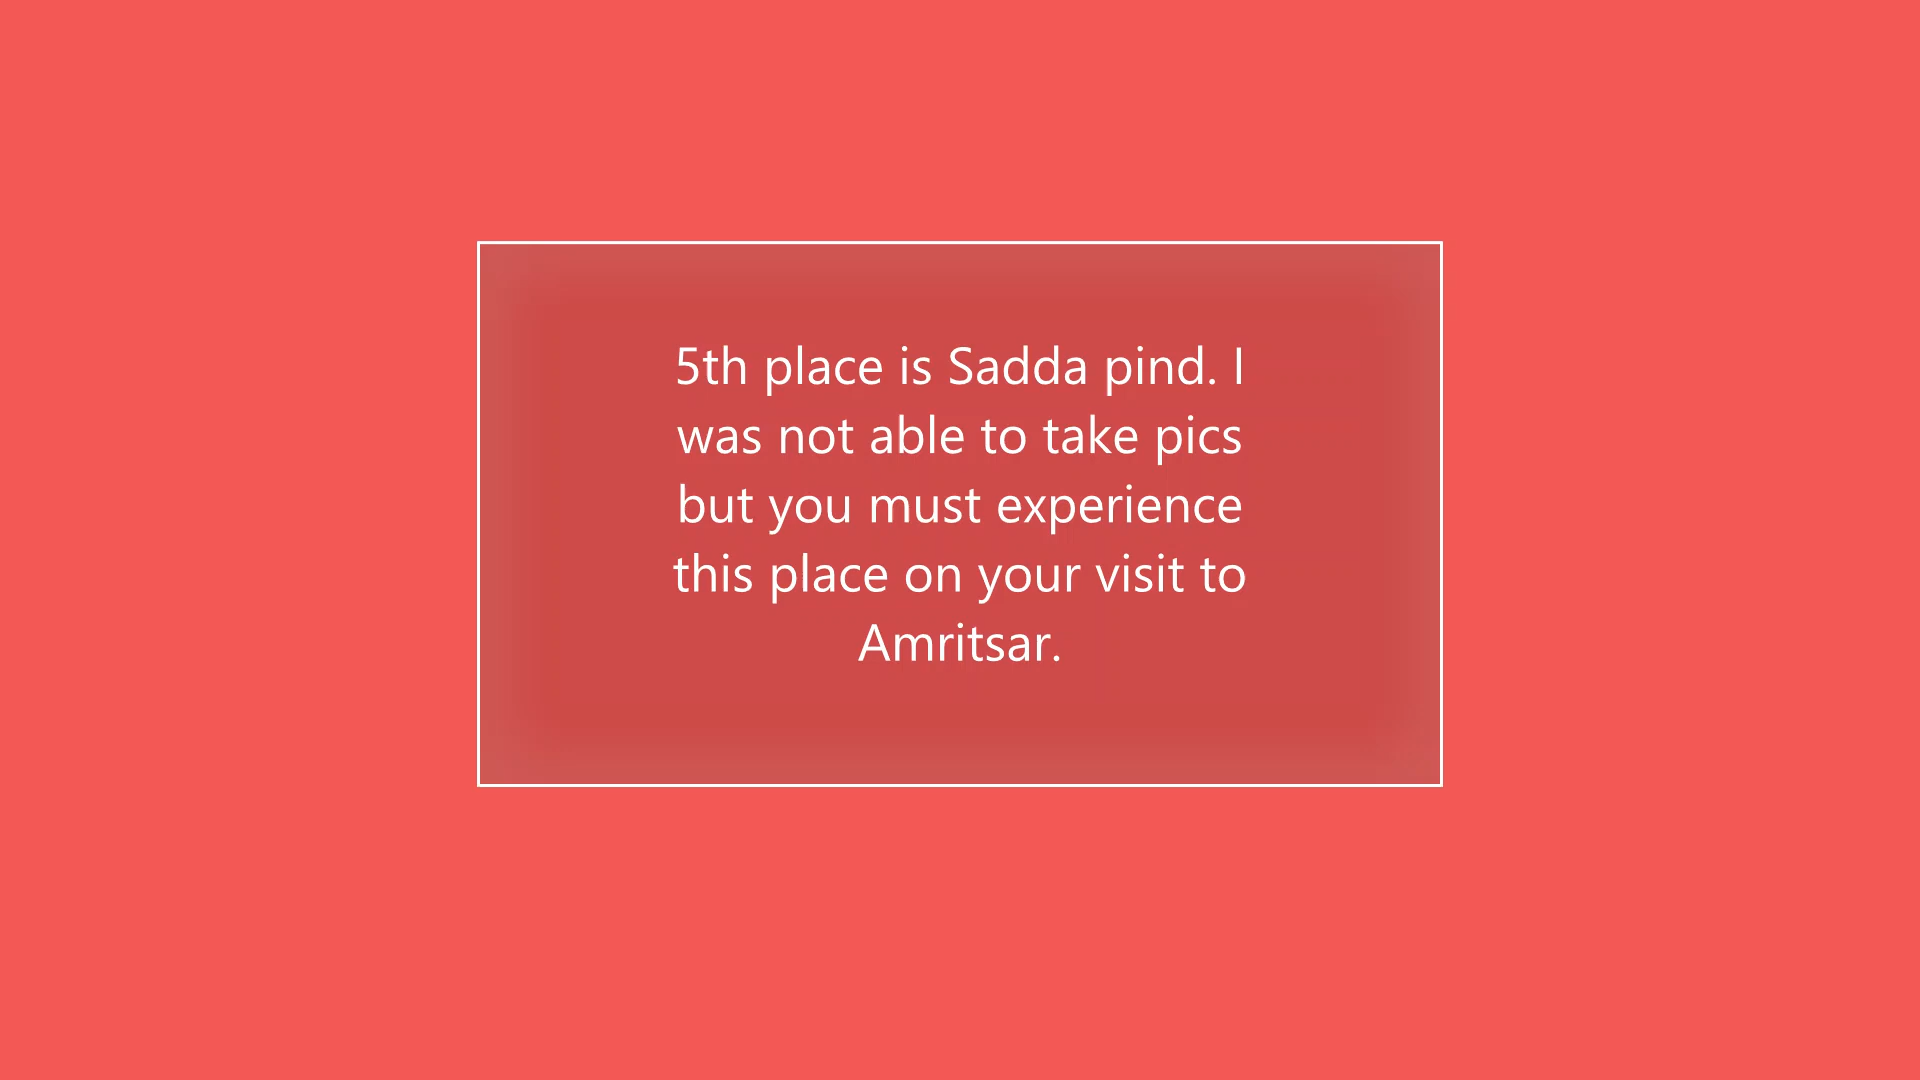 5th place is Sadda pind. I
was not able to take pics
but you must experience
this place on your visit to
Amritsar.